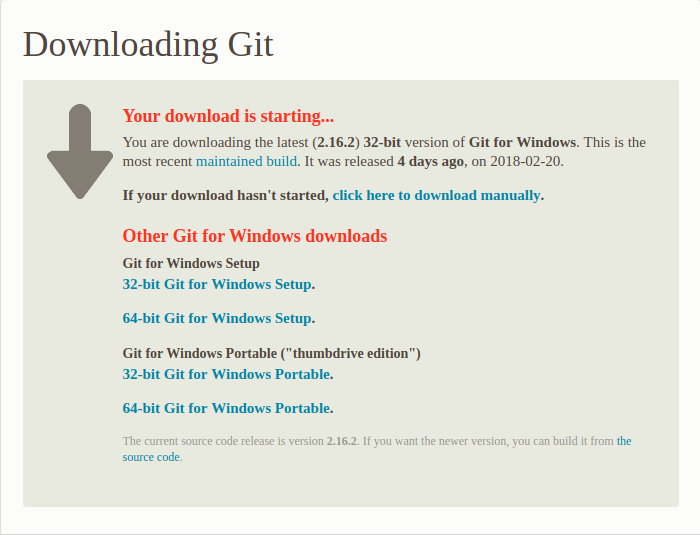 Downloading Git
Your download is starting...
You are downloading the latest (2.16.2) 32-bit version of Git for Windows. This is the
most recent maintained build. It was released 4 days ago, on 2018-02-20.
If your download hasn't started, click here to download manually.
Other Git for Windows downloads
Git for Windows Setup
32-bit Git for Windows Setup.
64-bit Git for Windows Setup.
Git for Windows Portable ("thumbdrive edition")
32-bit Git for Windows Portable.
64-bit Git for Windows Portable.
The current source code release is version 2.16.2. If you want the newer version, you can build it from the
source code.